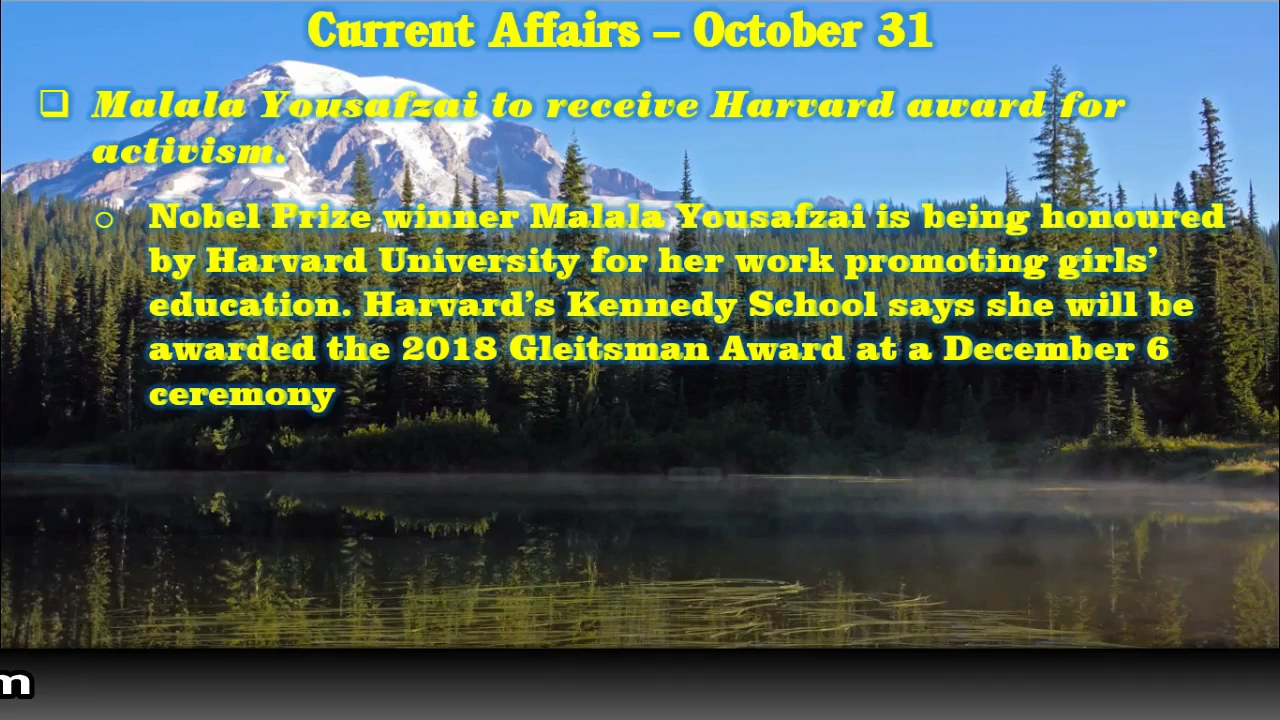 Current Affairs – October 31
❑ Malala Yousafzai to receive Harvard award for
activism.
○ Nobel Prize winner Malala Yousafzai is being honoured
by Harvard University for her work promoting girls’
education. Harvard’s Kennedy School says she will be
awarded the 2018 Gleitsman Award at a December 6
ceremony
m